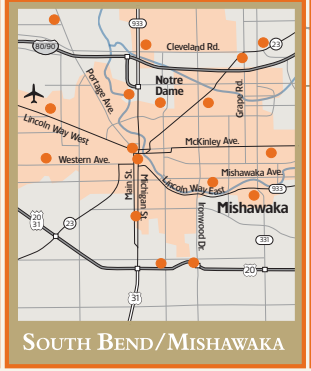 933
80/90
Cleveland Rd.
23
Portage Ave.
Notre
Dame
Grape Rd.
Lincoln Way West
McKinley Ave.
Western Ave.
Mishawaka Ave.
Main St.
Michigan St.
Lincoln Way East
933
Mishawaka
Ironwood Dr.
20
31
23
331
20
31
SOUTH BEND/MISHAWAKA